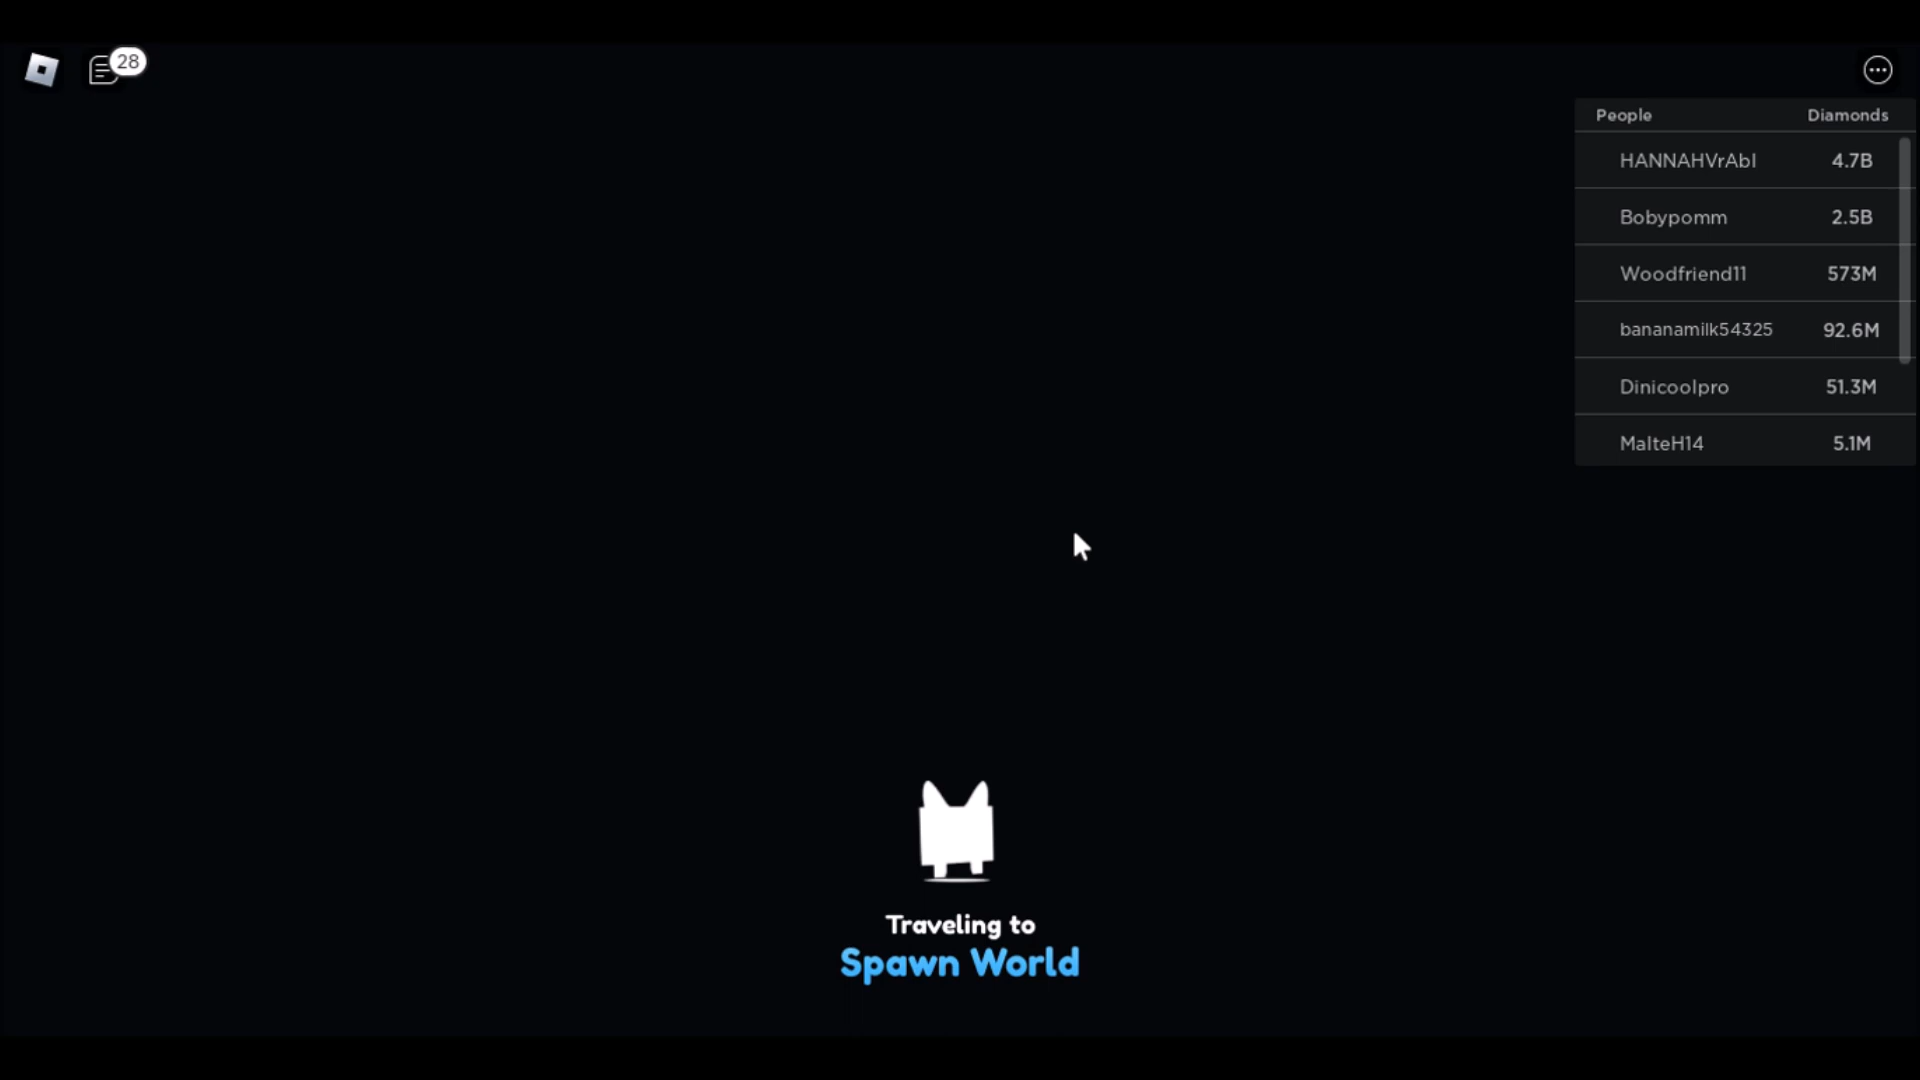 28
People Diamonds
HANNAHVrAbI 4.7B
Bobypomm 2.5B
Woodfriend11 573M
bananamilk54325 92.6M
Dinicoolpro 51.3M
MalteH14 5.1M
Traveling to
Spawn World